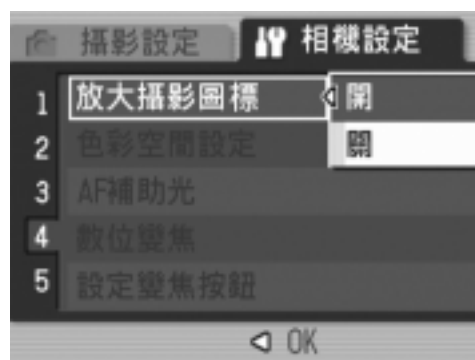 攝影設定 相機設定
1 放大攝影圖標 開
2 色彩空間設定 關
3 AF補助光
4 數位變焦
5 設定變焦按鈕
OK